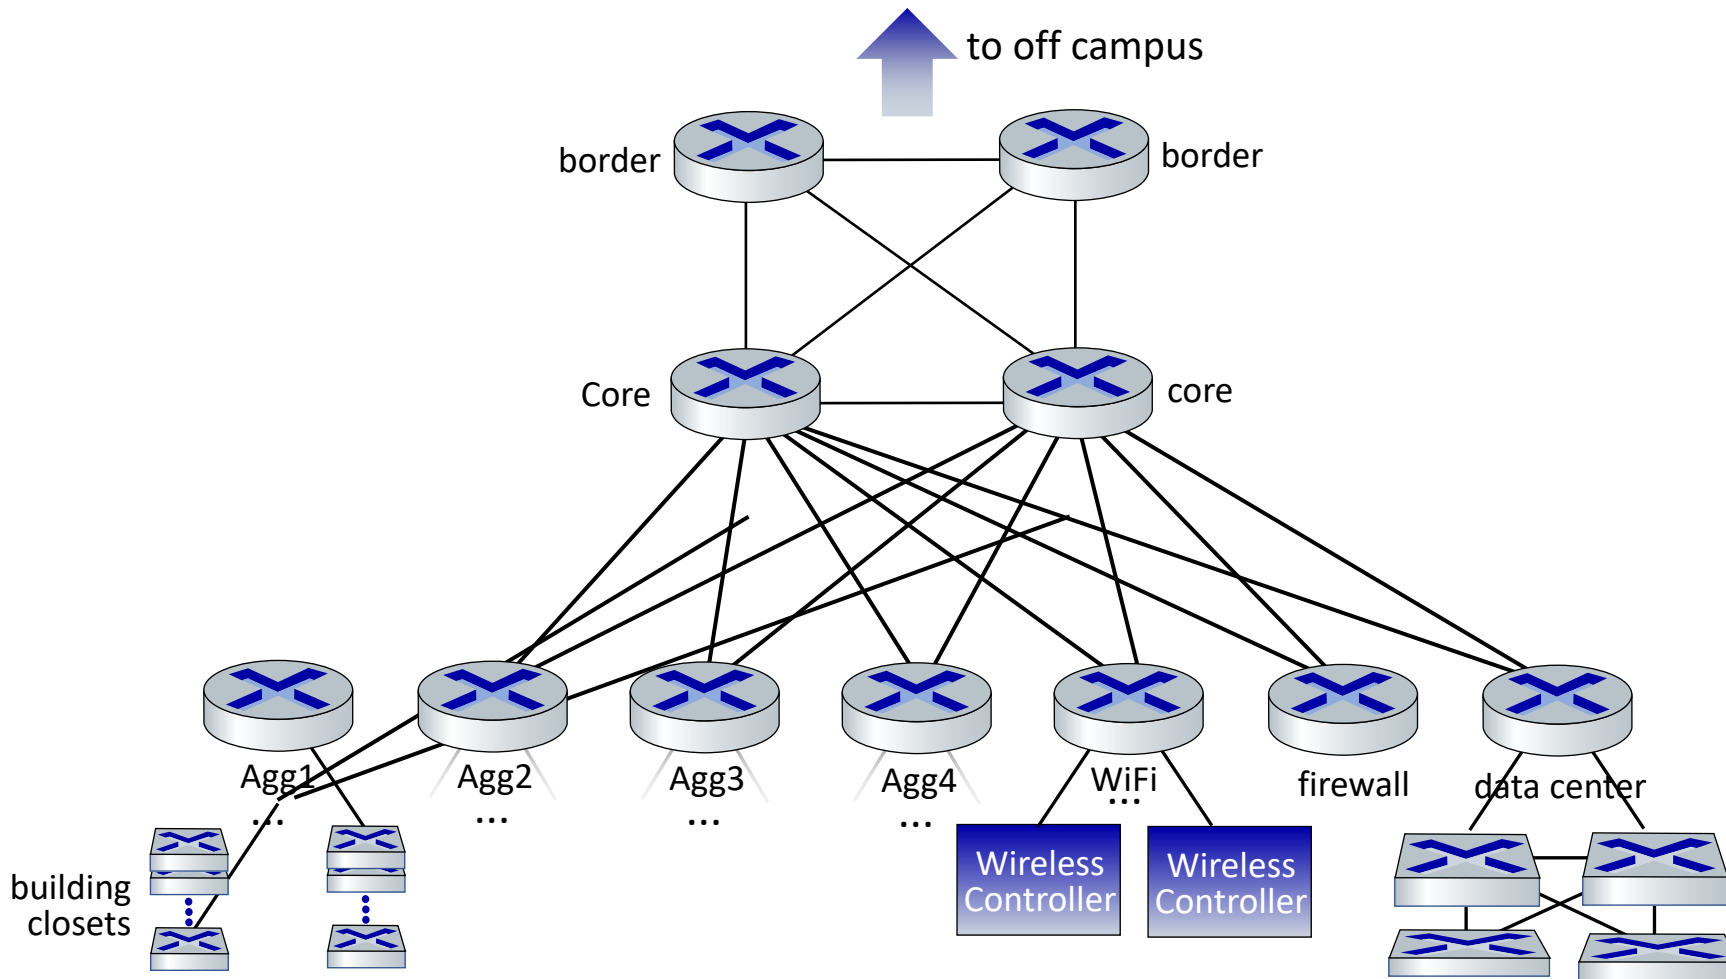 to off campus
border
border
Core
core
Agg1
Agg2
Agg3
Agg4
WiFi
firewall
data center
...
...
...
...
...
building
closets
Wireless
Controller
Wireless
Controller